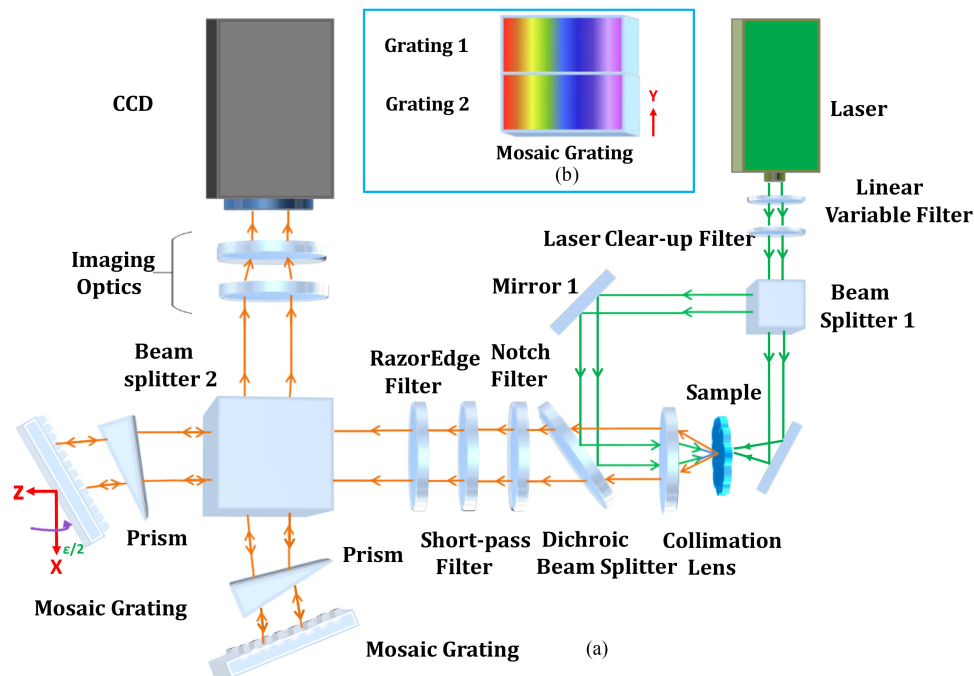 CCD
Grating 1
Grating 2
Y
Mosaic Grating
(b)
Laser
Linear
Variable Filter
Laser Clear-up Filter
Imaging
Optics
Mirror 1
Beam
Splitter 1
Beam
splitter 2
RazorEdge
Filter
Notch
Filter
Sample
Z
ε/2
X
Prism
Prism
Short-pass
Filter
Dichroic
Beam Splitter
Collimation
Lens
Mosaic Grating
Mosaic Grating
(a)